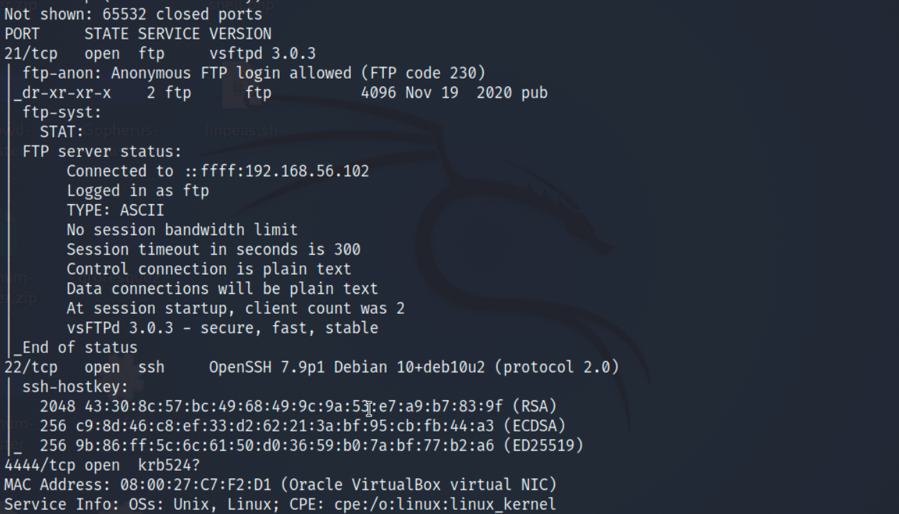 Not shown: 65532 closed ports
PORT     STATE SERVICE VERSION
21/tcp   open  ftp     vsftpd 3.0.3
| ftp-anon: Anonymous FTP login allowed (FTP code 230)
|_dr-xr-xr-x    2 ftp      ftp          4096 Nov 19  2020 pub
| ftp-syst:
|   STAT:
| FTP server status:
|      Connected to ::ffff:192.168.56.102
|      Logged in as ftp
|      TYPE: ASCII
|      No session bandwidth limit
|      Session timeout in seconds is 300
|      Control connection is plain text
|      Data connections will be plain text
|      At session startup, client count was 2
|      vsFTPd 3.0.3 - secure, fast, stable
|_End of status
22/tcp   open  ssh     OpenSSH 7.9p1 Debian 10+deb10u2 (protocol 2.0)
| ssh-hostkey:
|   2048 43:30:8c:57:bc:49:68:49:9c:9a:53:e7:a9:b7:83:9f (RSA)
|   256 c9:8d:46:c8:ef:33:d2:62:21:3a:bf:95:cb:fb:44:a3 (ECDSA)
|_  256 9b:86:ff:5c:6c:61:50:d0:36:59:b0:7a:bf:77:b2:a6 (ED25519)
4444/tcp open  krb524?
MAC Address: 08:00:27:C7:F2:D1 (Oracle VirtualBox virtual NIC)
Service Info: OSs: Unix, Linux; CPE: cpe:/o:linux:linux_kernel